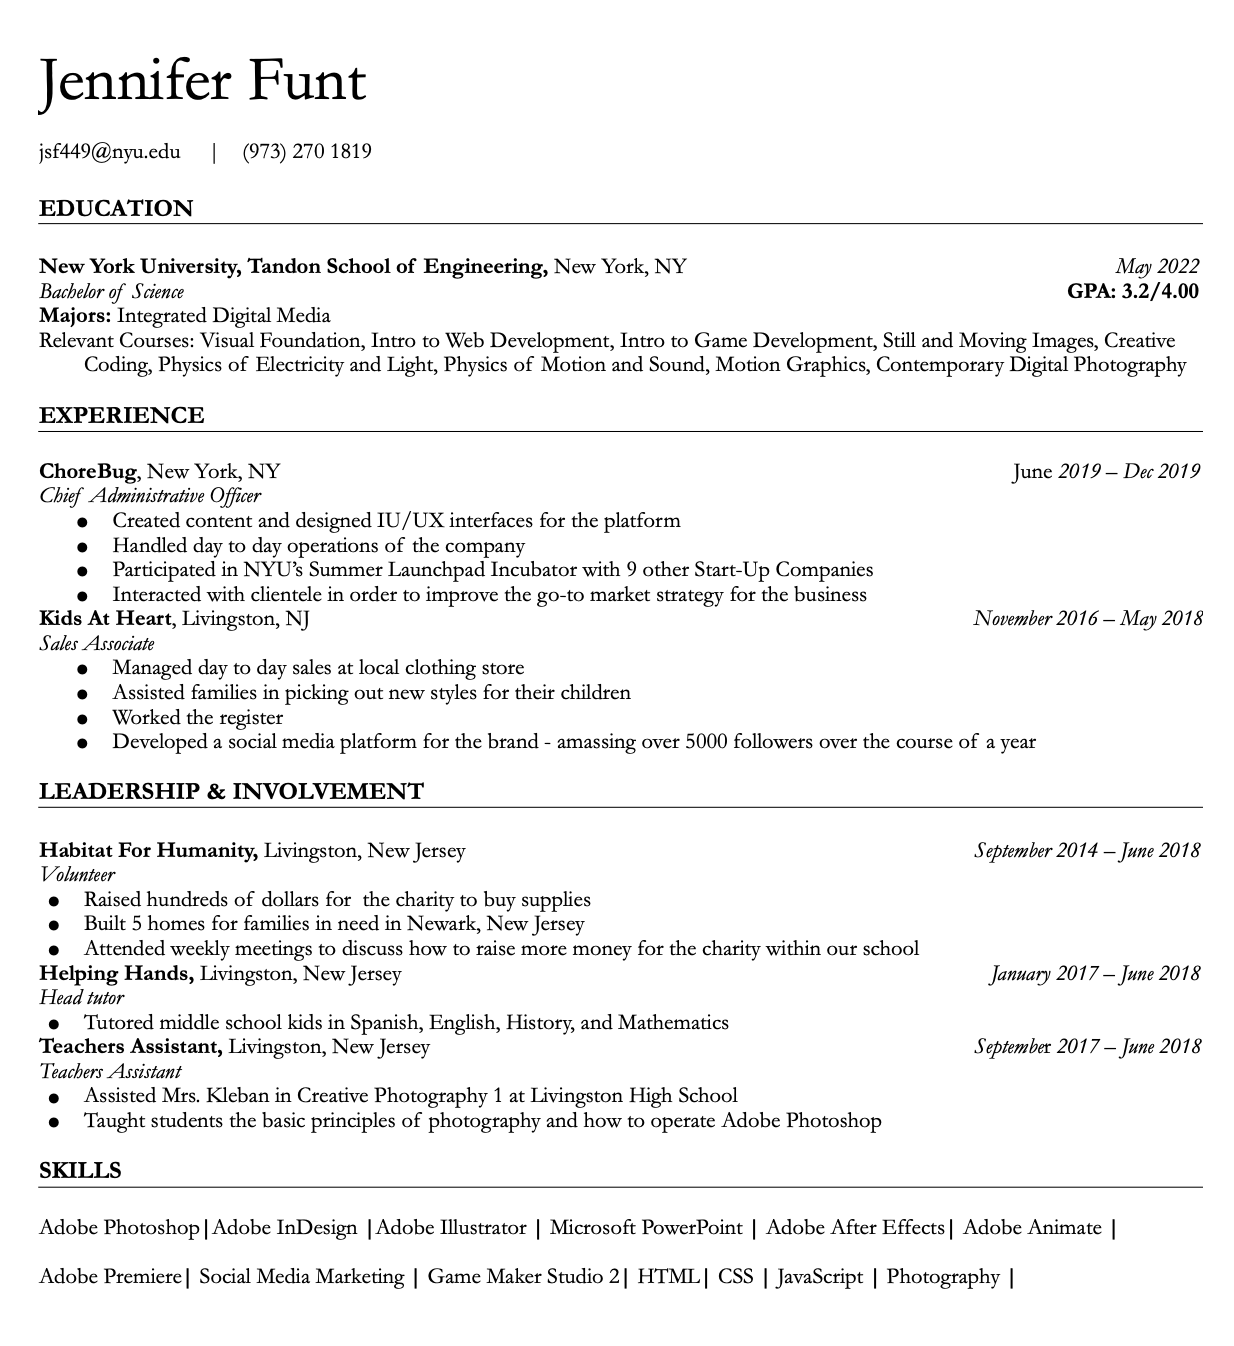 Jennifer Funt
jsf449@nyu.edu | (973) 270 1819
EDUCATION
New York University, Tandon School of Engineering, New York, NY May 2022
Bachelor of Science GPA: 3.2/4.00
Majors: Integrated Digital Media
Relevant Courses: Visual Foundation, Intro to Web Development, Intro to Game Development, Still and Moving Images, Creative
Coding, Physics of Electricity and Light, Physics of Motion and Sound, Motion Graphics, Contemporary Digital Photography
EXPERIENCE
ChoreBug, New York, NY June 2019 – Dec 2019
Chief Administrative Officer
● Created content and designed IU/UX interfaces for the platform
● Handled day to day operations of the company
● Participated in NYU's Summer Launchpad Incubator with 9 other Start-Up Companies
● Interacted with clientele in order to improve the go-to market strategy for the business
Kids At Heart, Livingston, NJ November 2016 – May 2018
Sales Associate
● Managed day to day sales at local clothing store
● Assisted families in picking out new styles for their children
● Worked the register
● Developed a social media platform for the brand - amassing over 5000 followers over the course of a year
LEADERSHIP & INVOLVEMENT
Habitat For Humanity, Livingston, New Jersey September 2014 – June 2018
Volunteer
● Raised hundreds of dollars for the charity to buy supplies
● Built 5 homes for families in need in Newark, New Jersey
● Attended weekly meetings to discuss how to raise more money for the charity within our school
Helping Hands, Livingston, New Jersey January 2017 – June 2018
Head tutor
● Tutored middle school kids in Spanish, English, History, and Mathematics
Teachers Assistant, Livingston, New Jersey September 2017 – June 2018
Teachers Assistant
● Assisted Mrs. Kleban in Creative Photography 1 at Livingston High School
● Taught students the basic principles of photography and how to operate Adobe Photoshop
SKILLS
Adobe Photoshop|Adobe InDesign |Adobe Illustrator | Microsoft PowerPoint | Adobe After Effects| Adobe Animate |
Adobe Premiere| Social Media Marketing | Game Maker Studio 2| HTML| CSS | JavaScript | Photography |